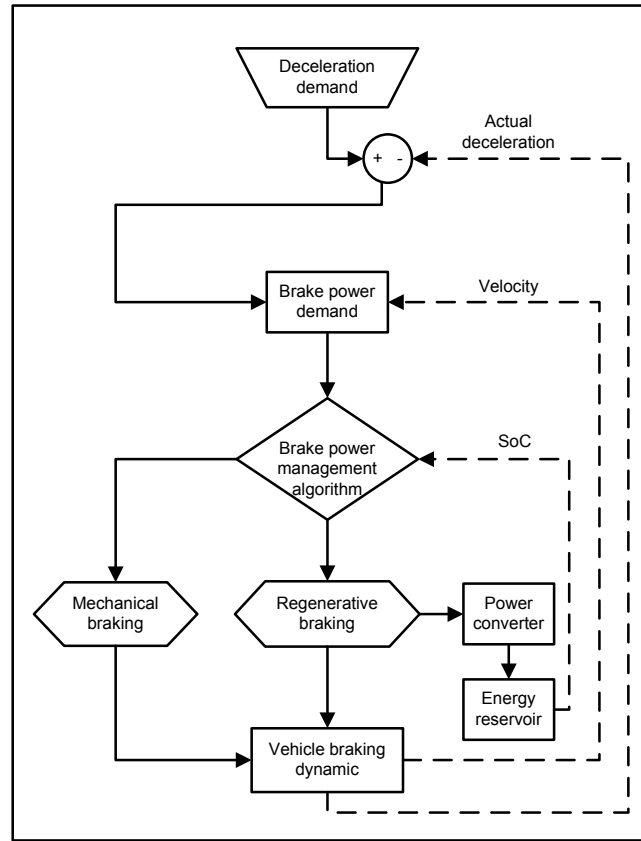 Deceleration
demand
Actual
deceleration
+ -
Brake power
demand
Velocity
Brake power
management
algorithm
SoC
Mechanical
braking
Regenerative
braking
Power
converter
Energy
reservoir
Vehicle braking
dynamic